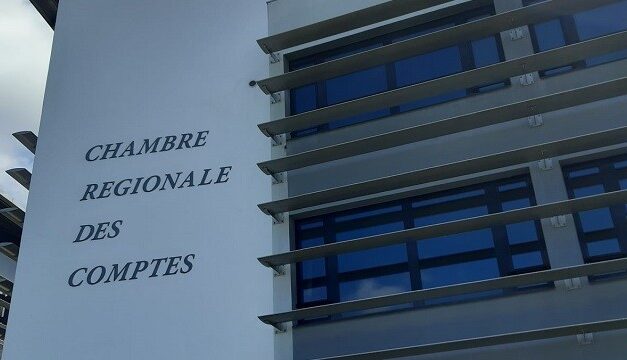 CHAMBRE
REGIONALE
DES
COMPTES